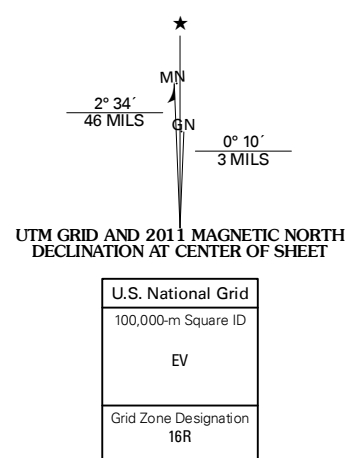 ★
MN
2° 34´
46 MILS
GN
0° 10´
3 MILS
UTM GRID AND 2011 MAGNETIC NORTH
DECLINATION AT CENTER OF SHEET
U.S. National Grid
100,000-m Square ID
EV
Grid Zone Designation
16R